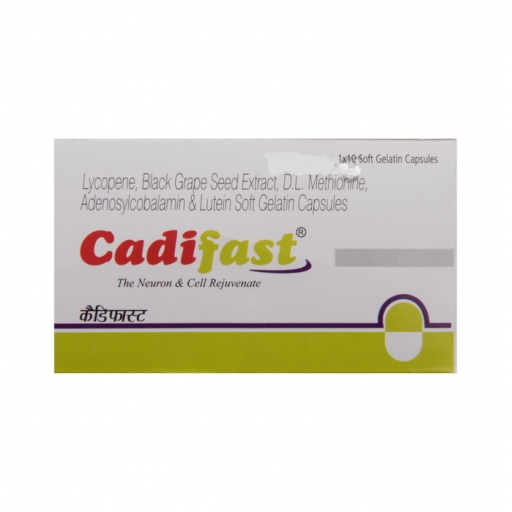 1x10 Soft Gelatin Capsules
Lycopene, Black Grape Seed Extract, D.L. Methionine,
Adenosylcobalamin & Lutein Soft Gelatin Capsules
Cadifast®
The Neuron & Cell Rejuvenate
कैडिफास्ट